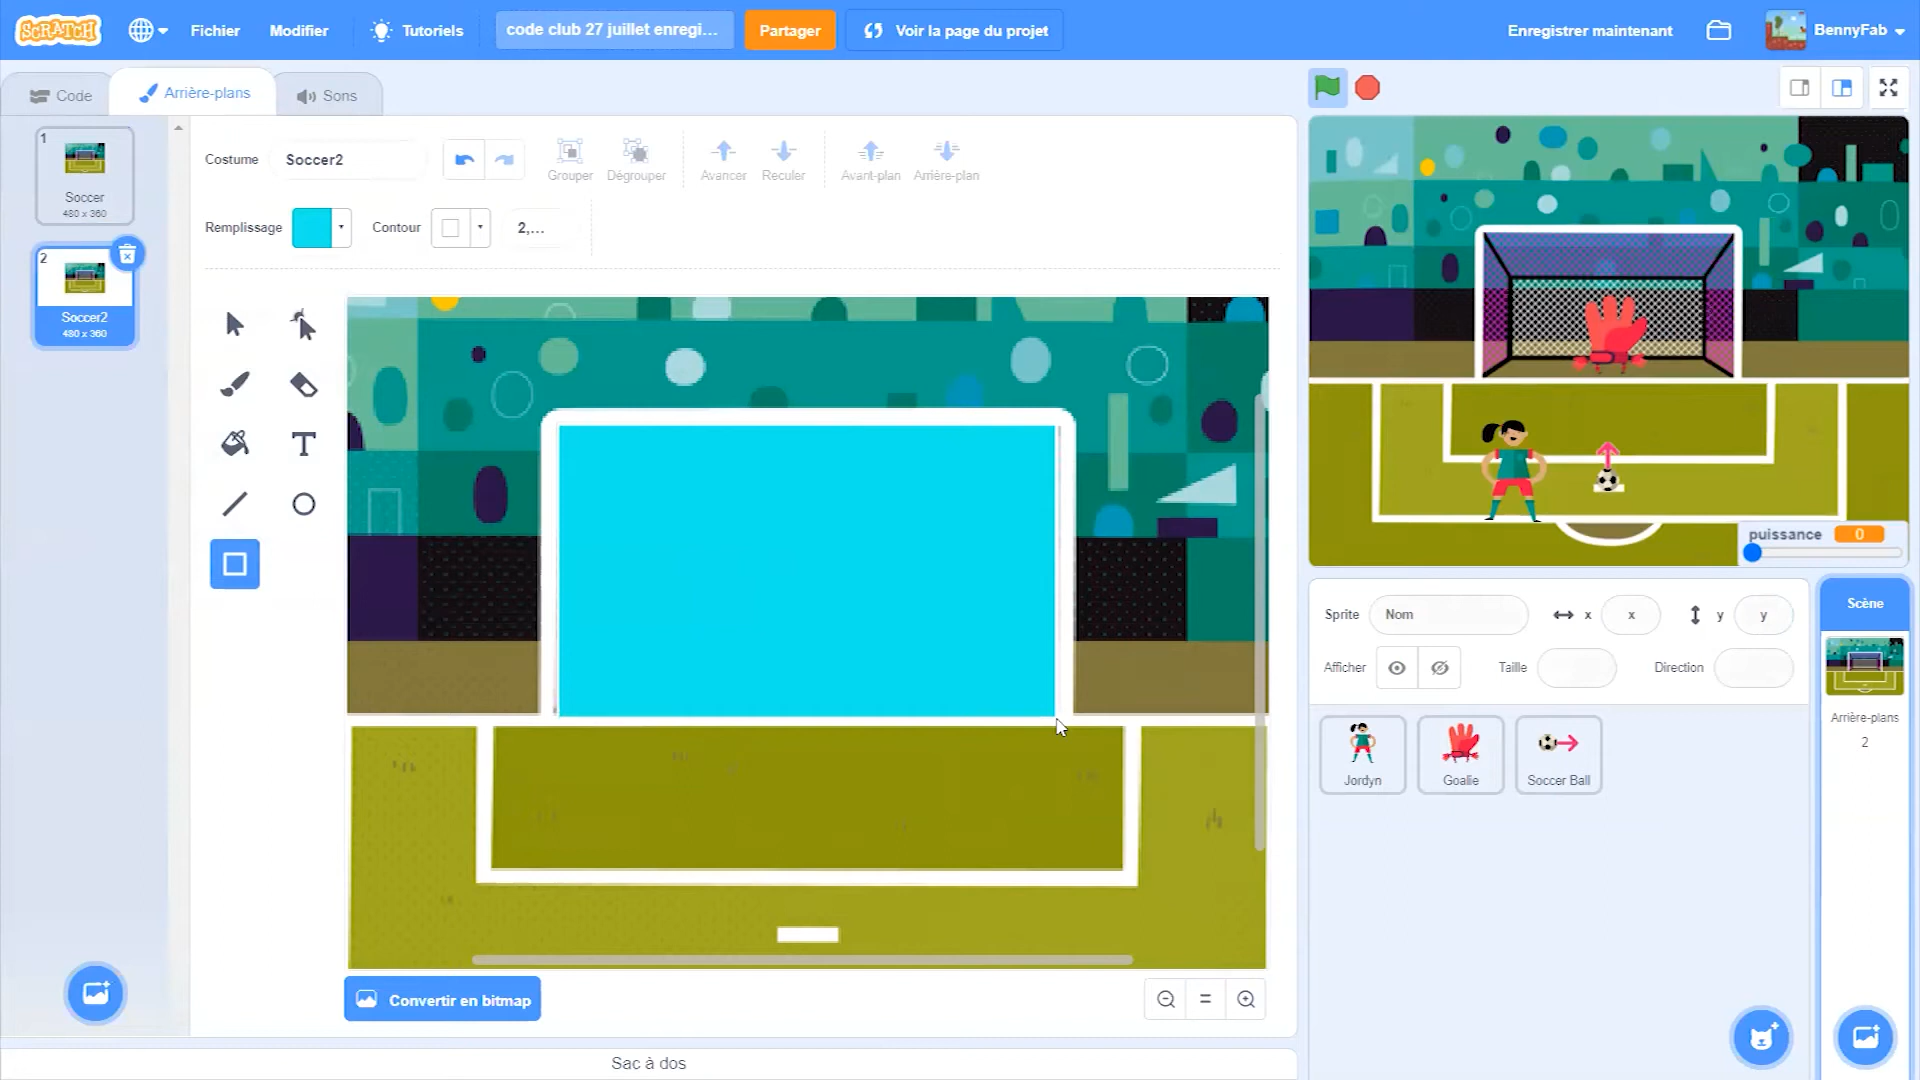 SCRATCH
Fichier
Modifier
Tutoriels
code club 27 juillet enregi...
Partager
Voir la page du projet
Enregistrer maintenant
BennyFab
Code
Arrière-plans
Sons
1
Soccer
480 x 360
2
Soccer2
480 x 360
Costume
Soccer2
Grouper
Dégrouper
Avancer
Reculer
Avant-plan
Arrière-plan
Remplissage
Contour
2,...
T
Convertir en bitmap
Sac à dos
puissance 0
Sprite
Nom
x
x
y
y
Afficher
Taille
Direction
Jordyn
Goalie
Soccer Ball
Scène
Arrière-plans
2